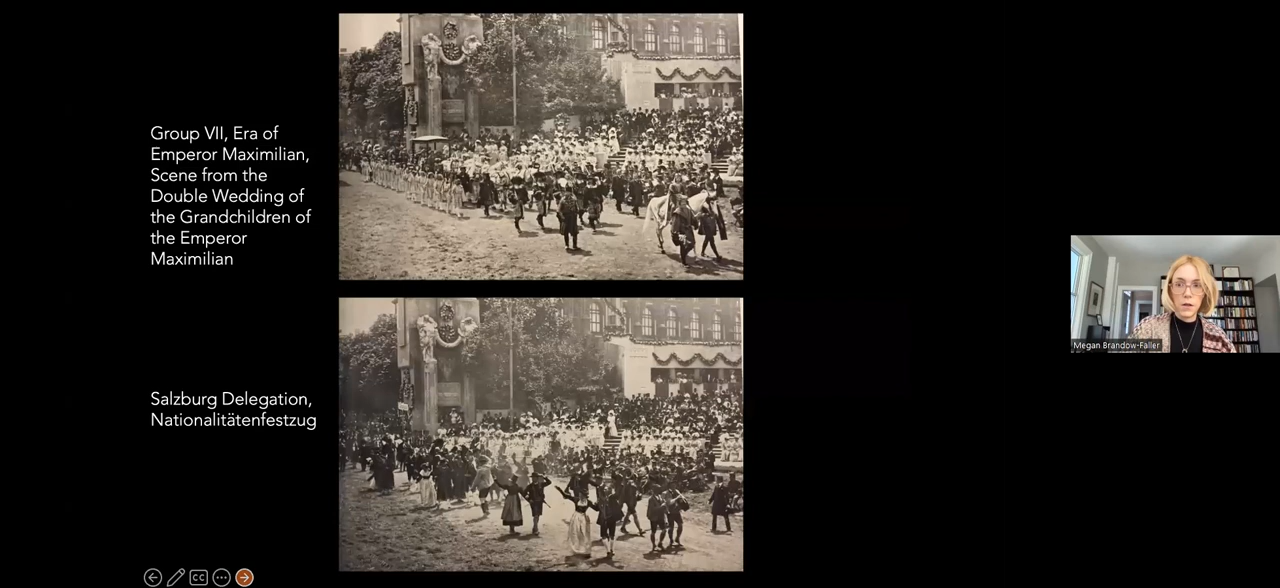 Group VII, Era of
Emperor Maximilian,
Scene from the
Double Wedding of
the Grandchildren of
the Emperor
Maximilian
Salzburg Delegation,
Nationalitätenfestzug
Megan Brandow-Faller
CC